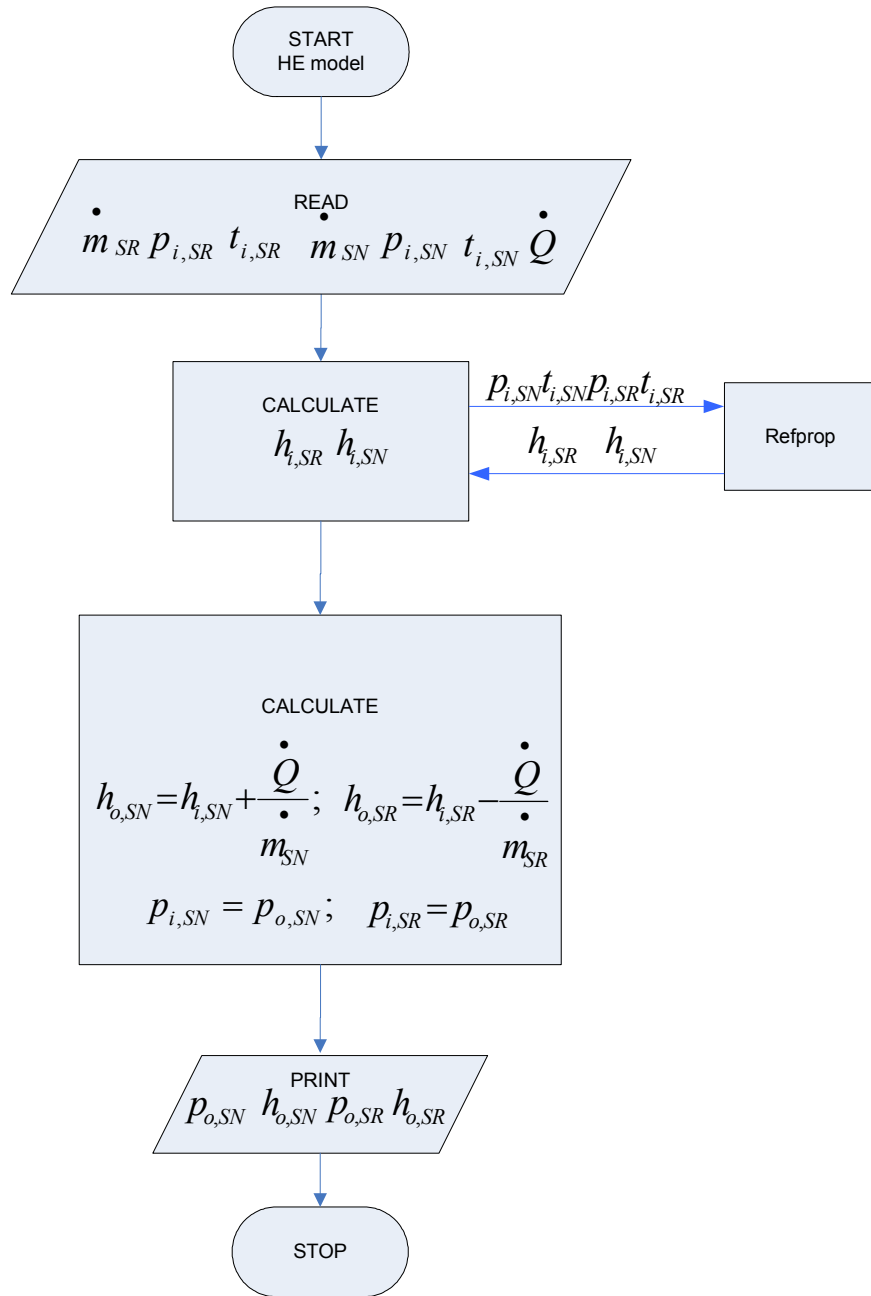 START
HE model
READ
ṁ_SR p_i,SR t_i,SR ṁ_SN p_i,SN t_i,SN Q̇
CALCULATE
h_i,SR h_i,SN
p_i,SN t_i,SN p_i,SR t_i,SR
h_i,SR h_i,SN
Refprop
CALCULATE
h_o,SN = h_i,SN + Q̇/ṁ_SN; h_o,SR = h_i,SR − Q̇/ṁ_SR
p_i,SN = p_o,SN; p_i,SR = p_o,SR
PRINT
p_o,SN h_o,SN p_o,SR h_o,SR
STOP